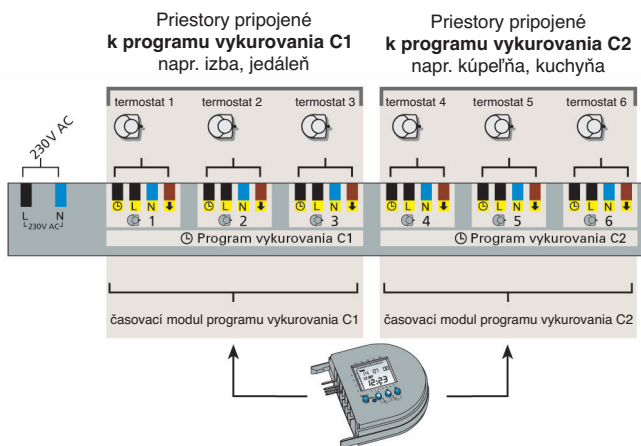 Priestory pripojené
k programu vykurovania C1
napr. izba, jedáleň
Priestory pripojené
k programu vykurovania C2
napr. kúpeľňa, kuchyňa
termostat 1
termostat 2
termostat 3
termostat 4
termostat 5
termostat 6
230V AC
L N
230V AC
L N 1
L N 2
L N 3
L N 4
L N 5
L N 6
Program vykurovania C1
Program vykurovania C2
časovací modul programu vykurovania C1
časovací modul programu vykurovania C2
12:23